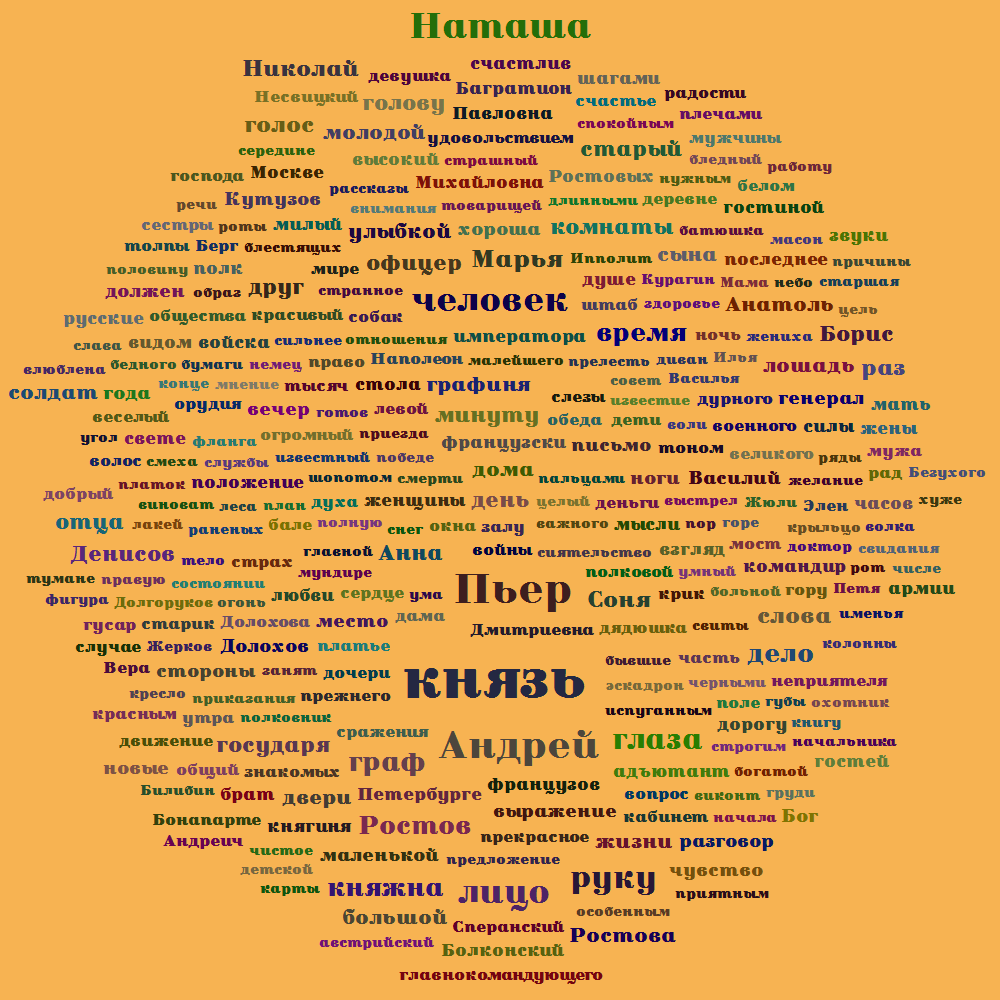 Наташа
счастлив
Николай девушка шагами
Багратион радости
Несвицкий голову счастье
Павловна плечами
голос молодой удовольствием спокойным мужчины
середине высокий страшный старый бледный работу
господа Москве рассказы Михайловна Ростовых нужным белом
речи Кутузов внимания товарищей длинными деревне гостиной
сестры роты милый улыбкой хороша комнаты батюшка масон звуки
толпы Берг блестящих
половину полк мире офицер Марья Ипполит сына последнее причины
должен образ друг странное человек душе Курагин Мама небо старшая
русские общества красивый собак штаб здоровье Анатоль цель
слава видом войска сильнее отношения императора время ночь жениха Борис
влюблена бедного бумаги немец право Наполеон малейшего прелесть диван Илья лошадь раз
солдат года конце мнение тысяч стола графиня совет Василья
веселый орудия вечер готов левой минуту слезы известие дурного генерал мать
обеда дети воли военного силы жены
угол свете фланга огромный приезда французски письмо тоном великого ряды мужа
волос смеха службы известный победе
добрый платок положение шопотом смерти дома пальцами ноги Василий желание рад Безухого
виноват леса план духа женщины день целый деньги выстрел Жюли Элен часов хуже
отца лакей раненых бале полную снег окна залу важного мысли пор горе крыльцо волка
Денисов тело страх главной Анна войны сиятельство взгляд мост доктор свидания
тумане правую состоянии мундире Пьер полковой умный командир рот числе
фигура Долгоруков огонь любви сердце ума Соня крик больной гору Петя армии
гусар старик Долохова место дама Дмитриевна дядюшка свиты слова именья
случае Жерков Долохов платье бывшие часть дело колонны
Вера стороны занят дочери князь эскадрон черными неприятеля
кресло приказания прежнего испуганным поле губы охотник
красным утра полковник дорогу книгу
движение государя сражения Андрей глаза строгим начальника
новые общий знакомых граф адъютант богатой гостей
Билибин брат двери Петербурге французов вопрос виконт груди
Бонапарте княгиня Ростов выражение кабинет начала Бог
Андреич прекрасное жизни разговор
чистое маленькой предложение
детской руку чувство
карты княжна лицо приятным
большой особенным
Сперанский Ростова
австрийский Болконский
главнокомандующего